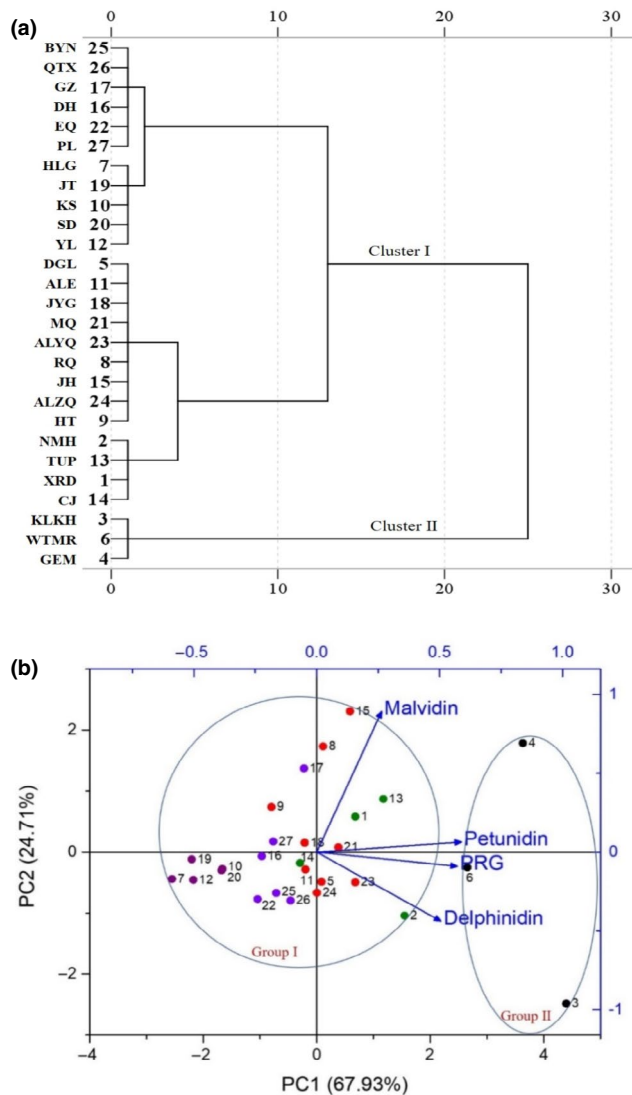 (a)
0 10 20 30
BYN 25
QTX 26
GZ 17
DH 16
EQ 22
PL 27
HLG 7
JT 19
KS 10
SD 20
YL 12
DGL 5
ALE 11
JYG 18
MQ 21
ALYQ 23
RQ 8
JH 15
ALZQ 24
HT 9
NMH 2
TUP 13
XRD 1
CJ 14
KLKH 3
WTMR 6
GEM 4
Cluster I
Cluster II
0 10 20 30
(b)
−0.5 0.0 0.5 1.0
15
Malvidin
1
2
8
4
17
13
9
1
27
18
21
Petunidin
0
0
19
16
14
PRG
6
10
11
7
12
20
5
23
25
24
Delphinidin
22
26
2
Group I
−2
Group II
3
-1
−4 −2 0 2 4
PC1 (67.93%)
PC2 (24.71%)